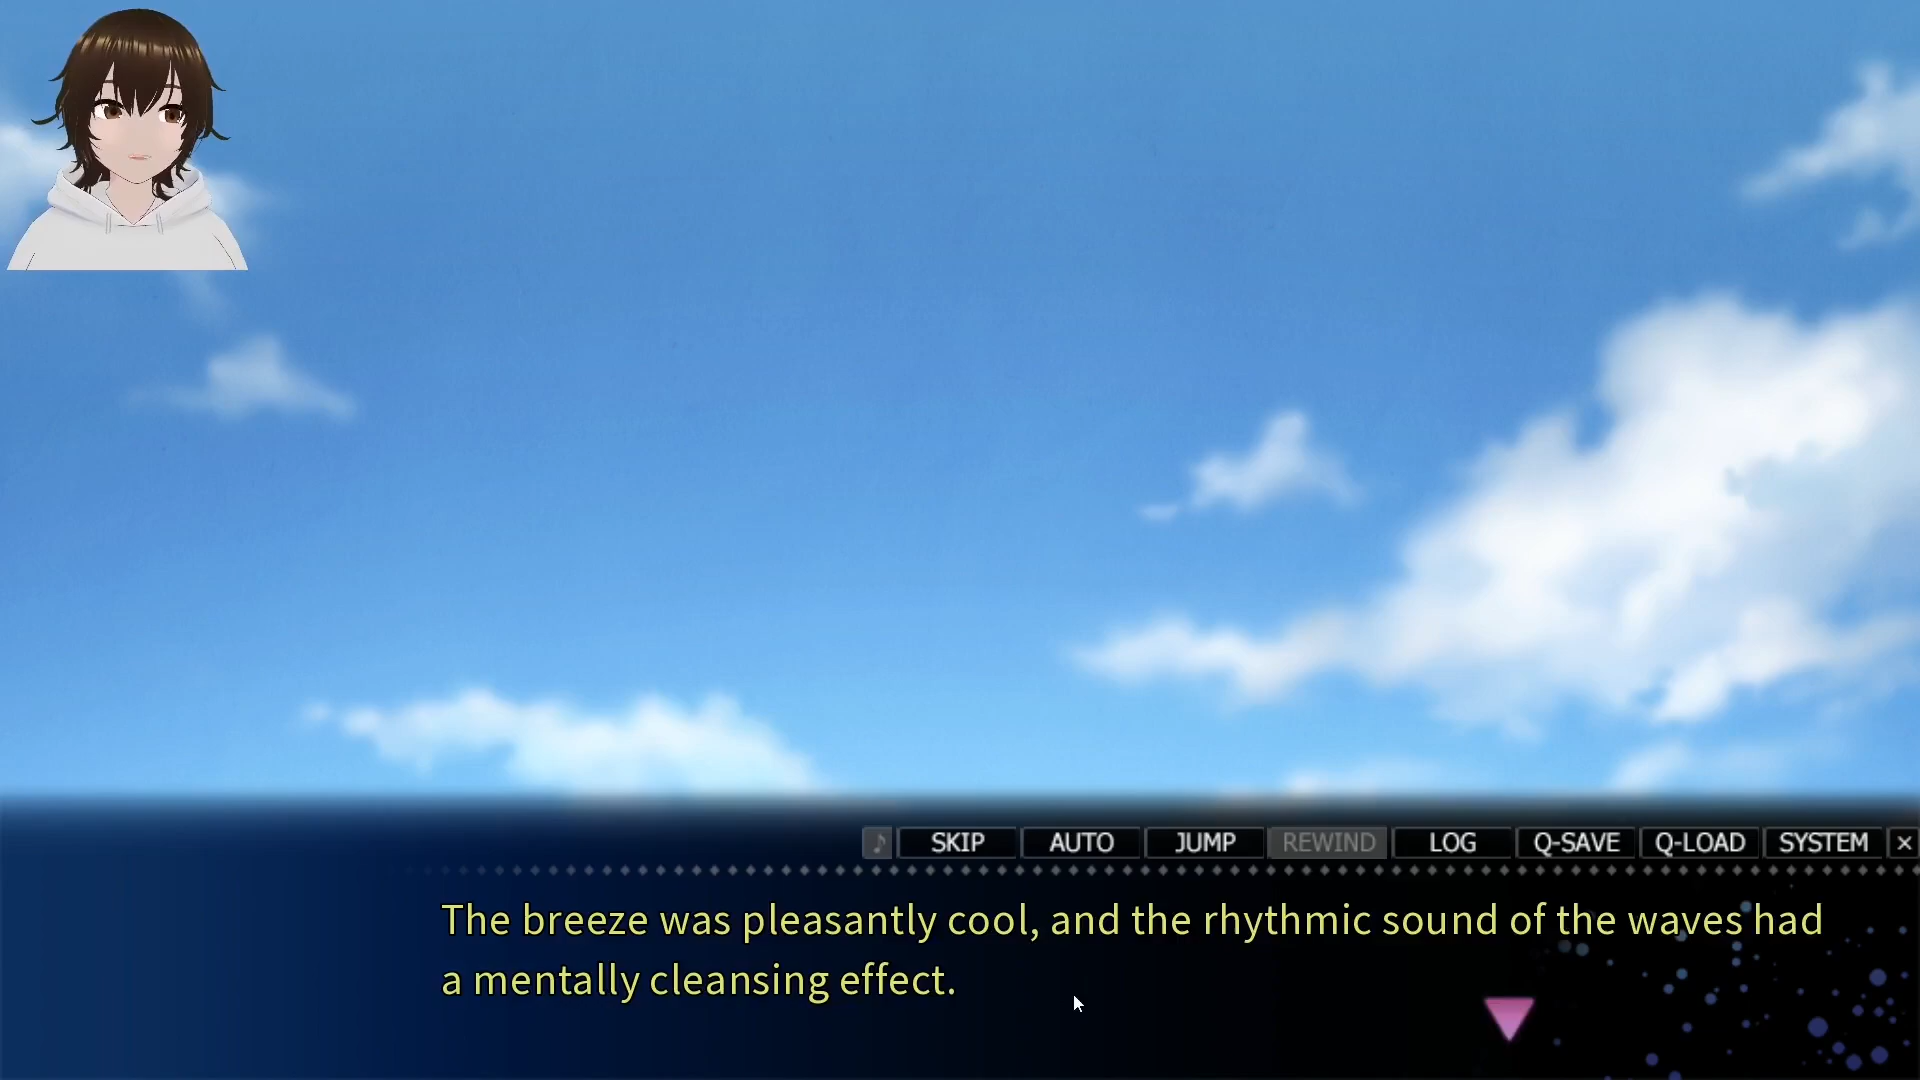 ♪ SKIP AUTO JUMP REWIND LOG Q-SAVE Q-LOAD SYSTEM ×
The breeze was pleasantly cool, and the rhythmic sound of the waves had
a mentally cleansing effect.